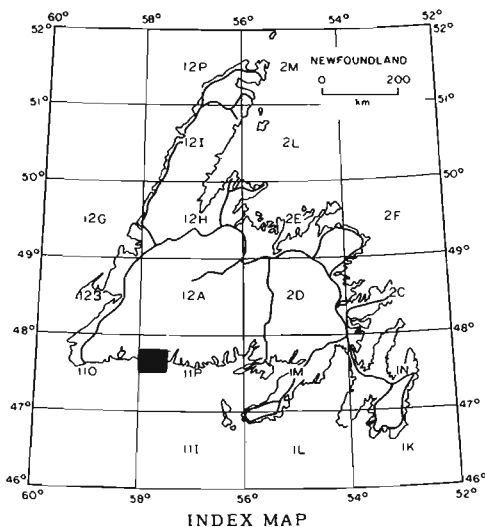 60° 58° 56° 54° 52°
52° 52°
12P 2M
NEWFOUNDLAND
0 200
km
51° 51°
12I 2L
50° 50°
12G 12H 2E 2F
49° 49°
123 12A 2D 2C
48° 48°
11O 11P 1M 1N
47° 47°
11I 1L 1K
46° 46°
60° 58° 56° 54° 52°
INDEX MAP